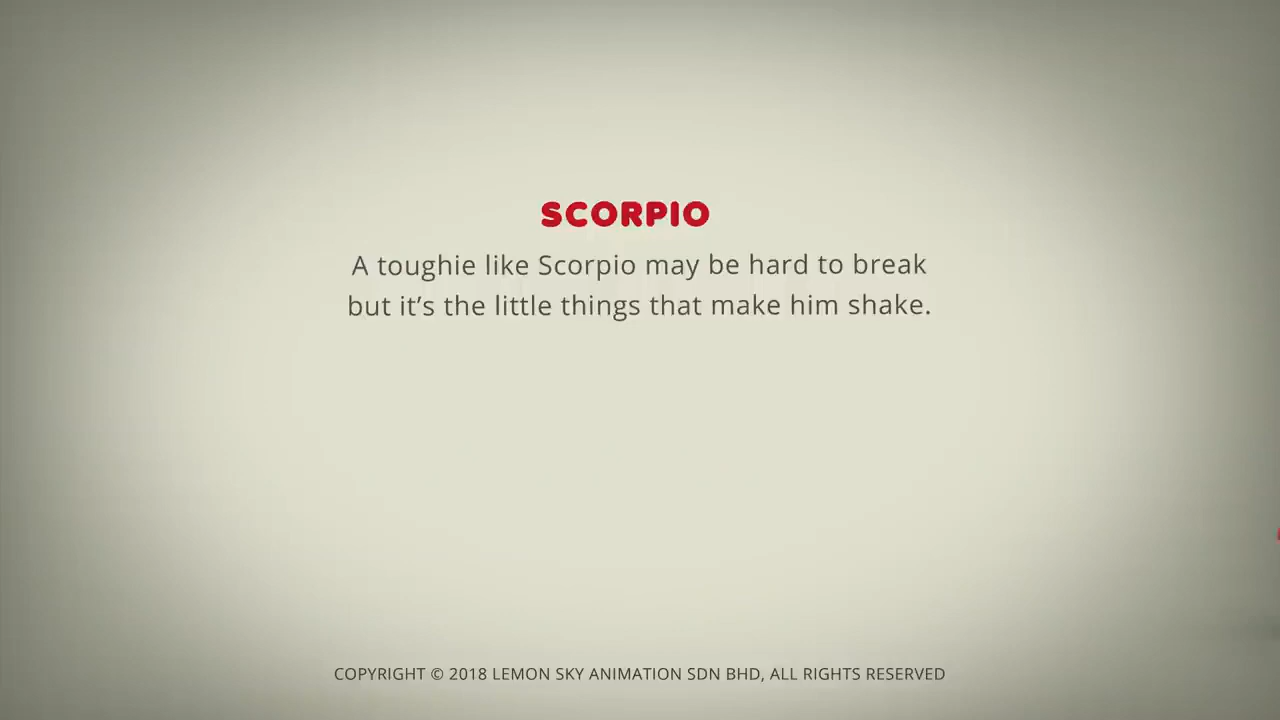 SCORPIO
A toughie like Scorpio may be hard to break
but it’s the little things that make him shake.
COPYRIGHT © 2018 LEMON SKY ANIMATION SDN BHD, ALL RIGHTS RESERVED